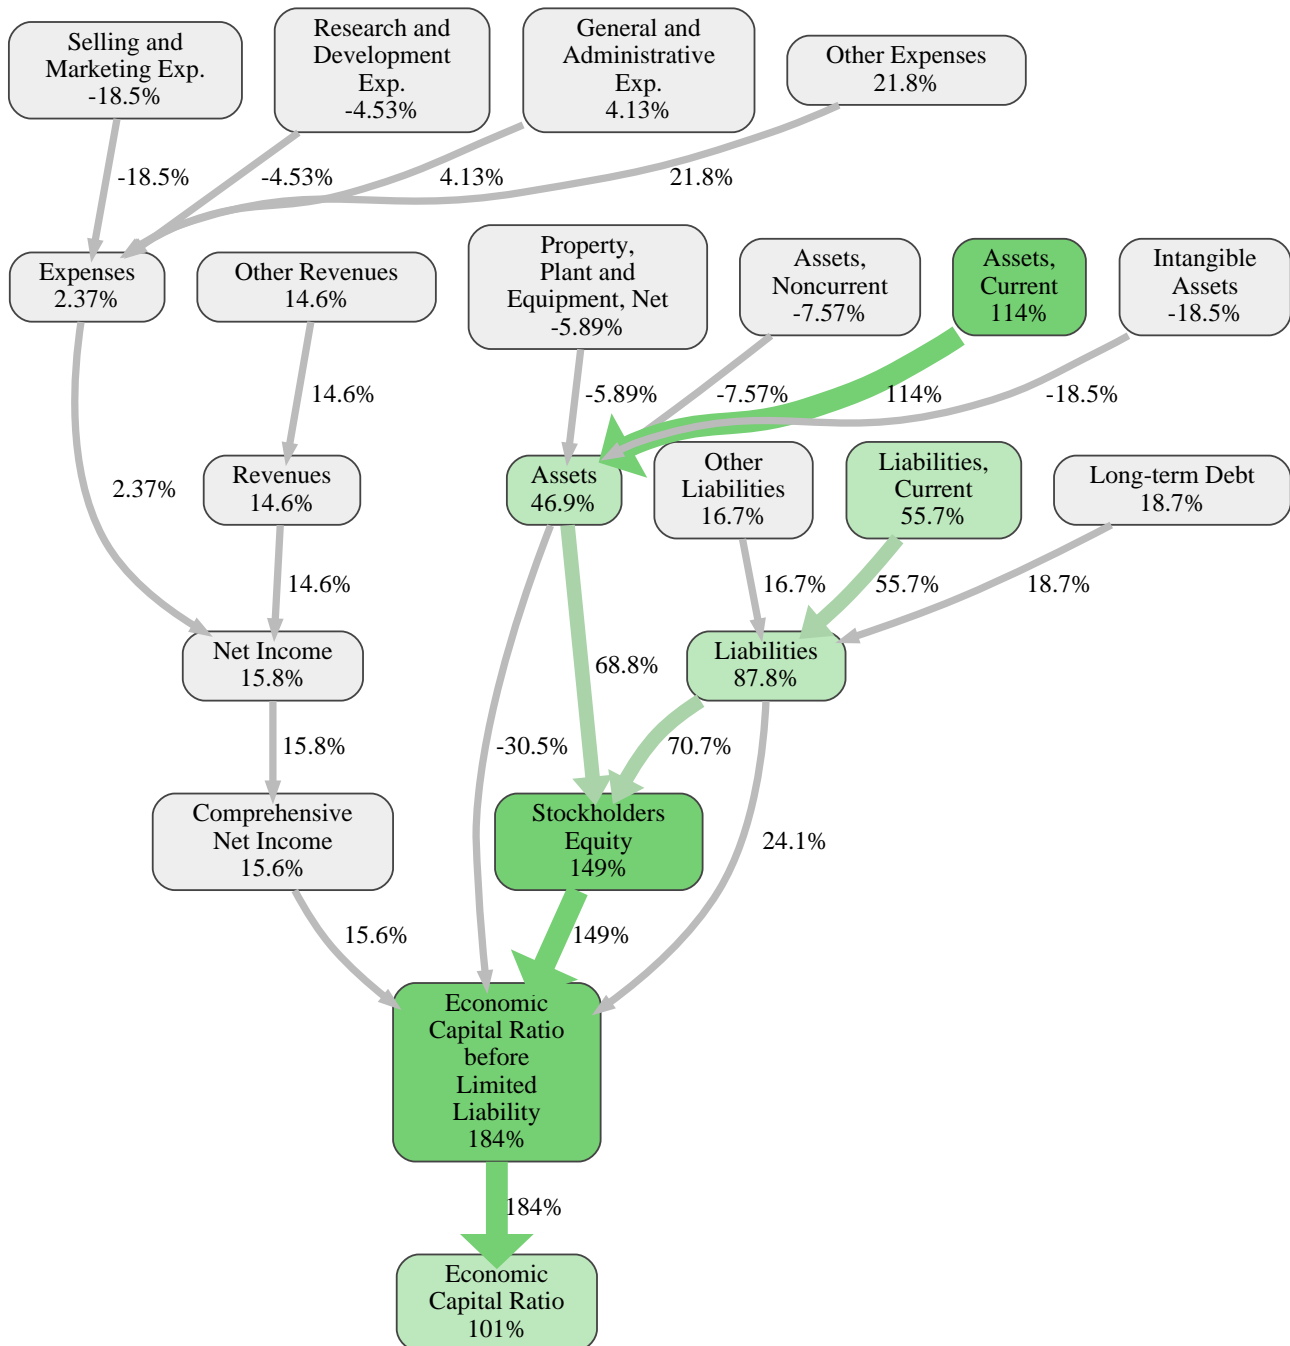 Selling and
Marketing Exp.
-18.5%
Research and
Development
Exp.
-4.53%
General and
Administrative
Exp.
4.13%
Other Expenses
21.8%
-18.5%
-4.53%
4.13%
21.8%
Expenses
2.37%
Other Revenues
14.6%
Property,
Plant and
Equipment, Net
-5.89%
Assets,
Noncurrent
-7.57%
Assets,
Current
114%
Intangible
Assets
-18.5%
14.6%
-5.89%
-7.57%
114%
-18.5%
2.37%
Revenues
14.6%
Assets
46.9%
Other
Liabilities
16.7%
Liabilities,
Current
55.7%
Long-term Debt
18.7%
14.6%
16.7%
55.7%
18.7%
Net Income
15.8%
68.8%
Liabilities
87.8%
15.8%
-30.5%
70.7%
Comprehensive
Net Income
15.6%
Stockholders
Equity
149%
24.1%
15.6%
149%
Economic
Capital Ratio
before
Limited
Liability
184%
184%
Economic
Capital Ratio
101%